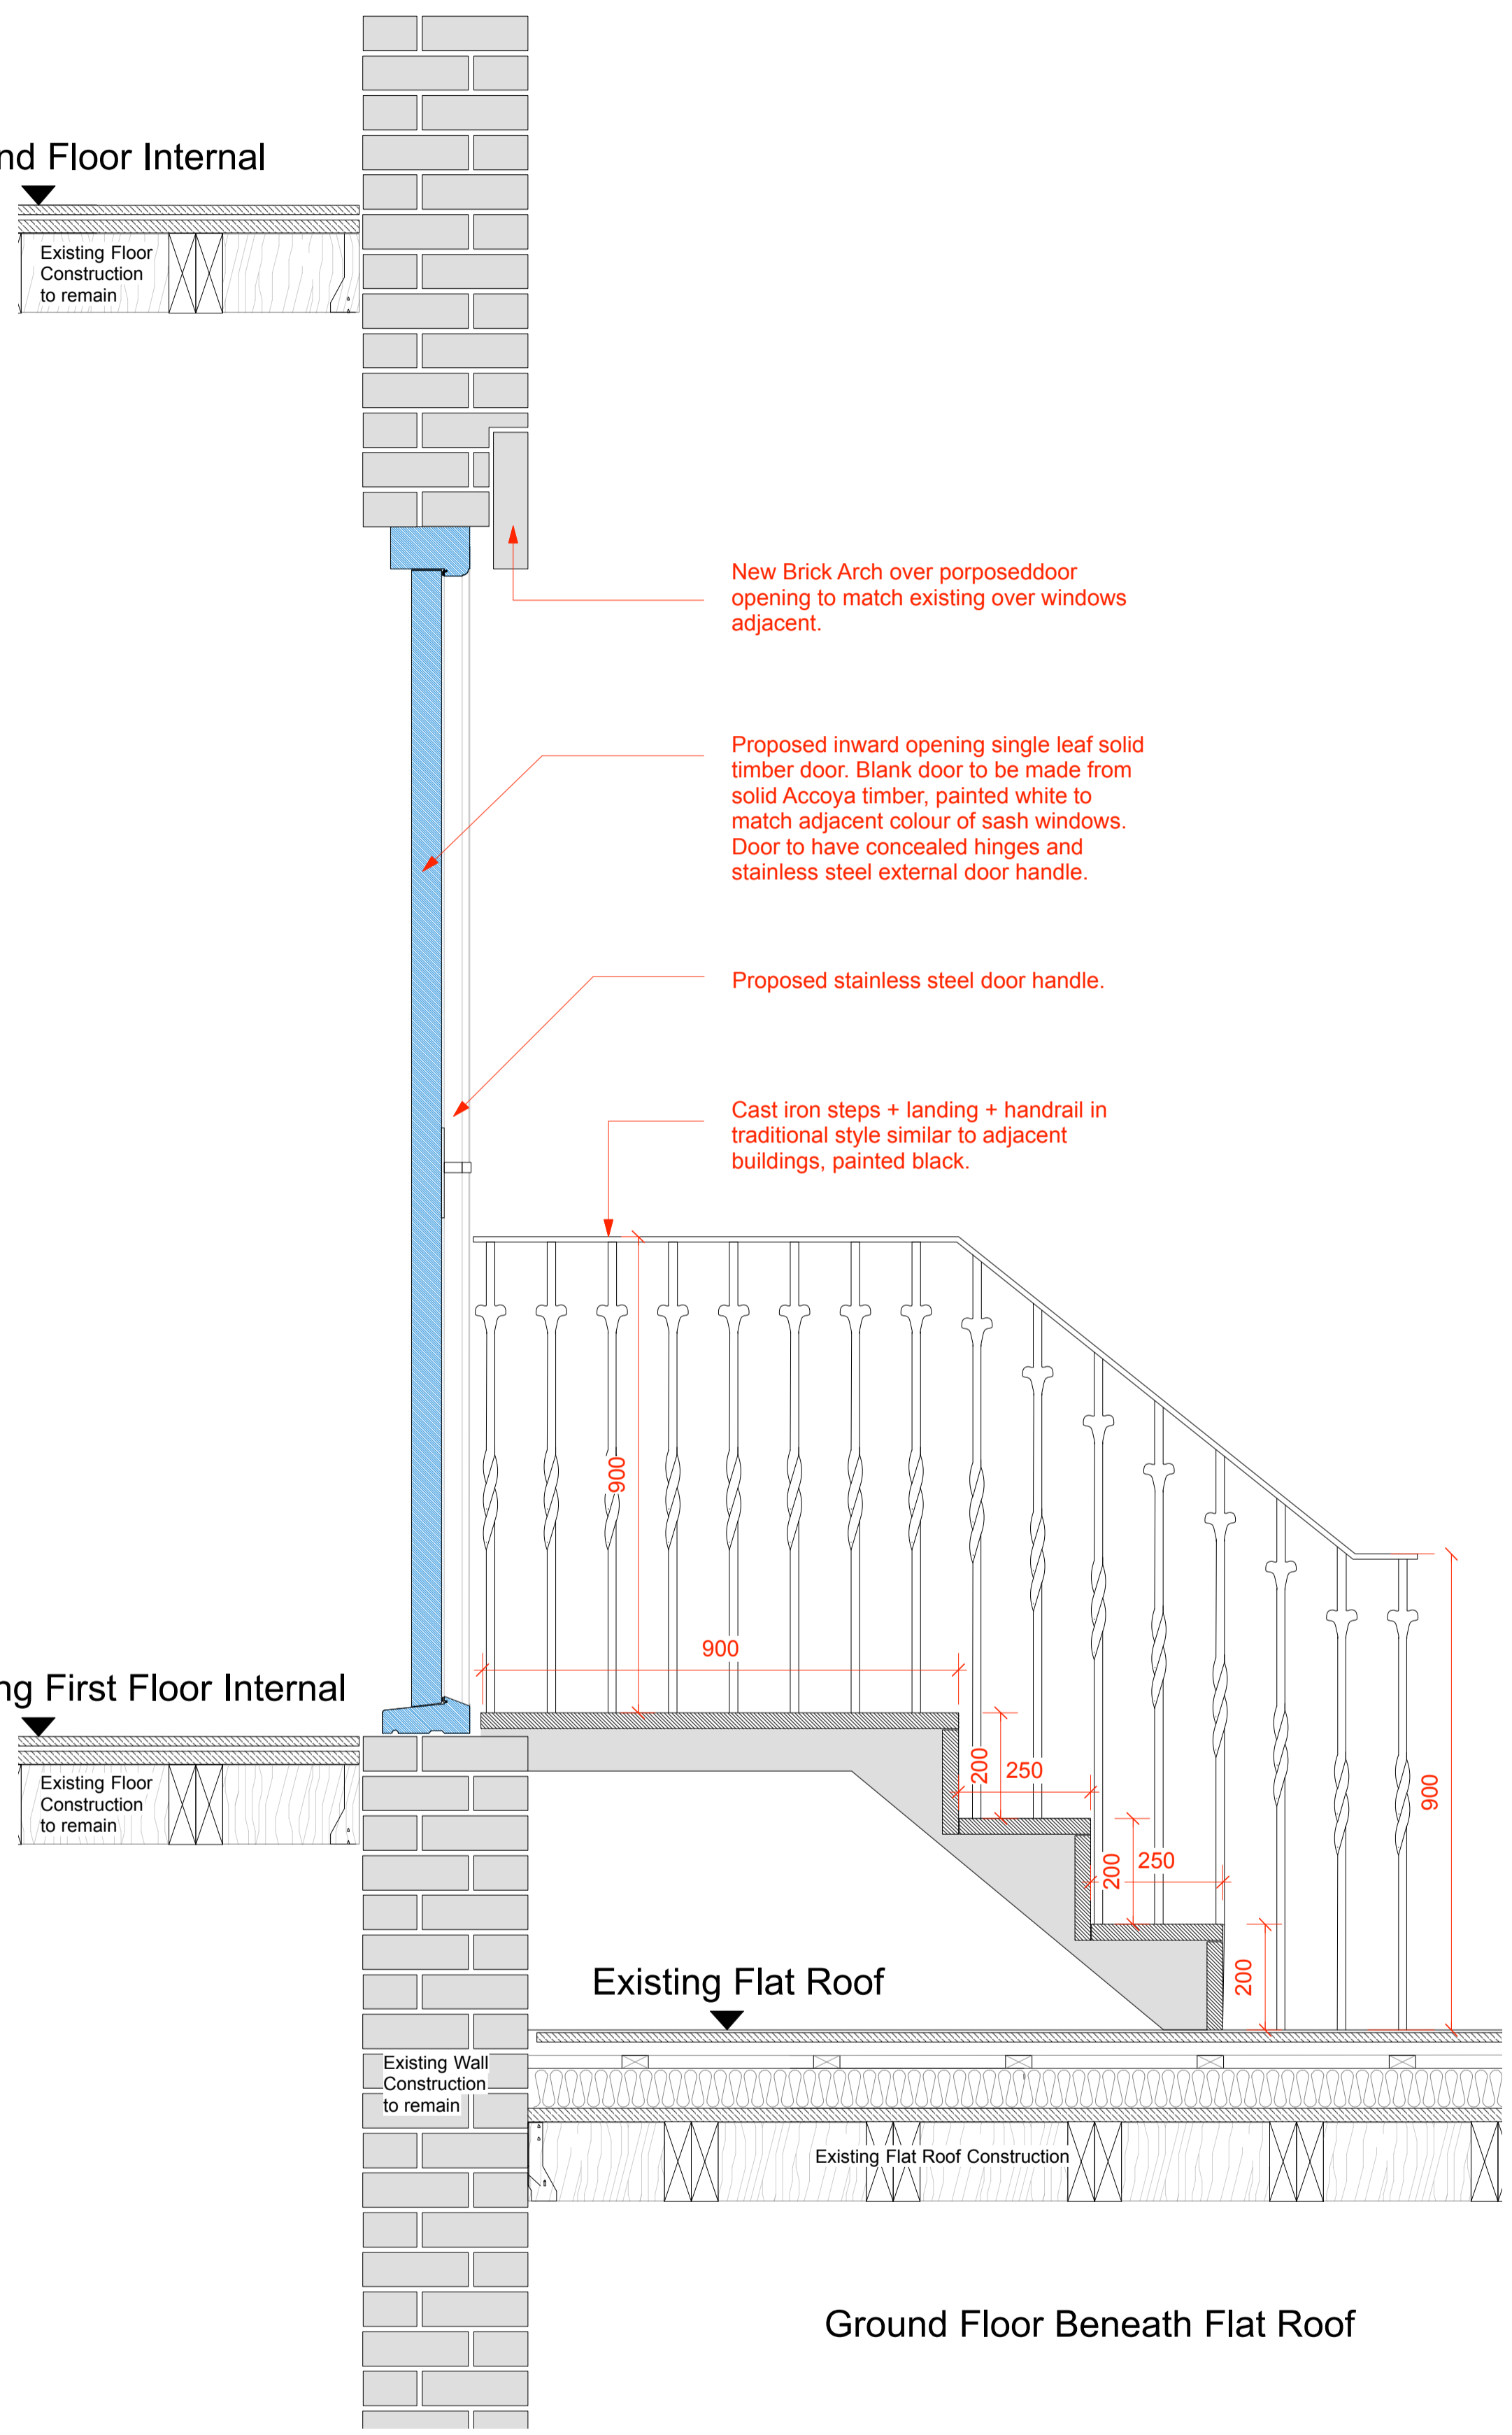 nd Floor Internal
Existing Floor
Construction
to remain
New Brick Arch over porposeddoor
opening to match existing over windows
adjacent.
Proposed inward opening single leaf solid
timber door. Blank door to be made from
solid Accoya timber, painted white to
match adjacent colour of sash windows.
Door to have concealed hinges and
stainless steel external door handle.
Proposed stainless steel door handle.
Cast iron steps + landing + handrail in
traditional style similar to adjacent
buildings, painted black.
900
900
ng First Floor Internal
Existing Floor
Construction
to remain
200
250
900
200
250
200
Existing Flat Roof
Existing Wall
Construction
to remain
Existing Flat Roof Construction
Ground Floor Beneath Flat Roof